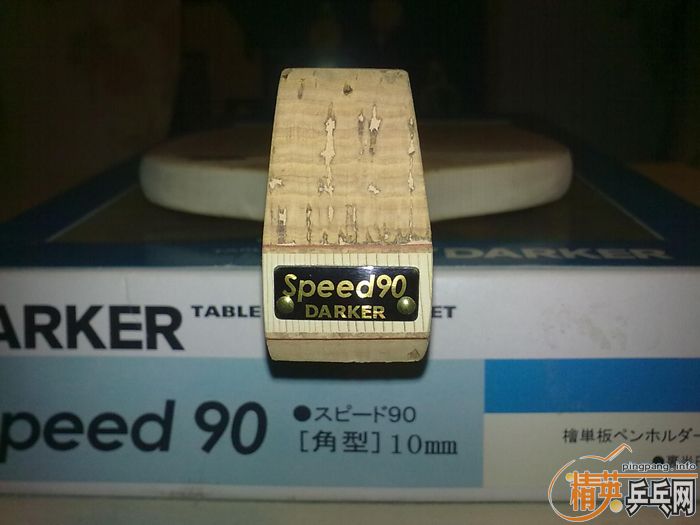 DARKER
Speed90
DARKER
ARKER TABLE ET
peed 90
●スピード90
[角型]10mm
檜単板ペンホルダー
pingpang.info
精英乒乓网